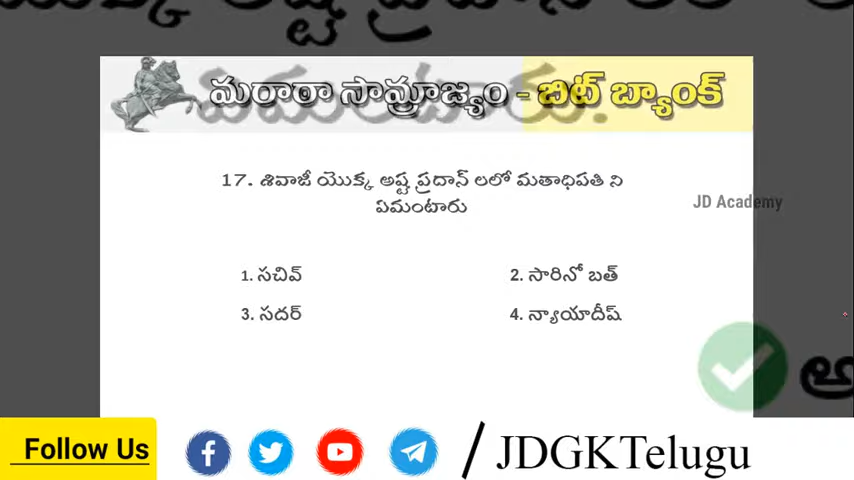 మరాఠా సామ్రాజ్యం - బిట్ బ్యాంక్
17. శివాజీ యొక్క అష్ట ప్రదాన్ లలో మతాధిపతి ని
ఏమంటారు
JD Academy
1. సచివ్
2. సారినో బత్
3. సదర్
4. న్యాయాదీష్
Follow Us
/JDGKTelugu